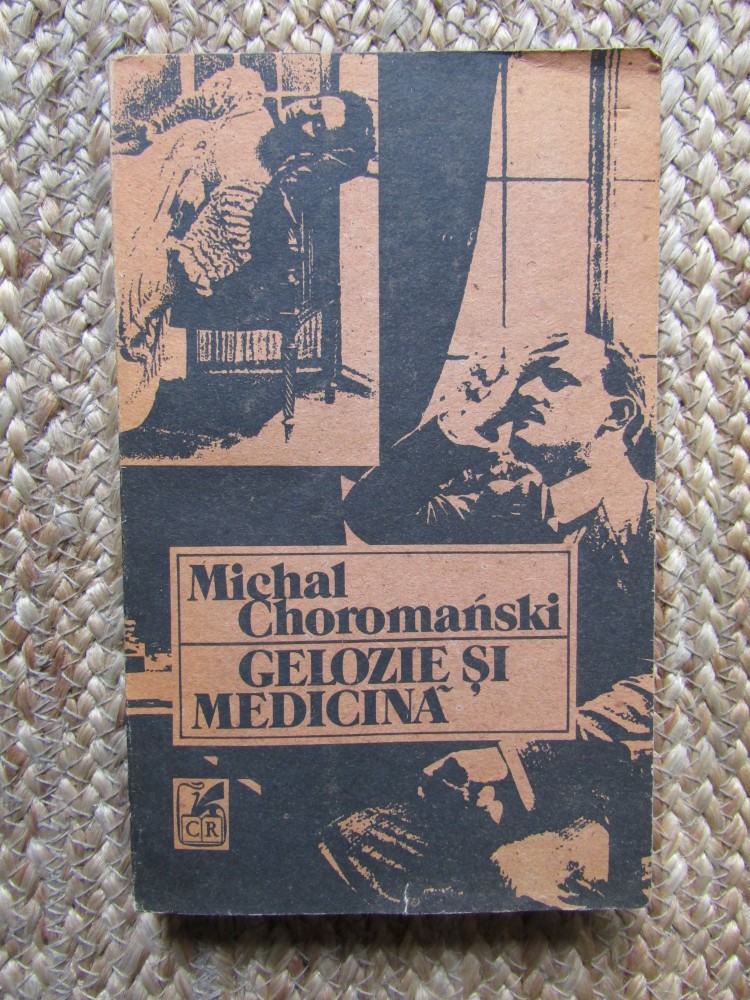 Michal
Choromański
GELOZIE ȘI
MEDICINĂ
CR